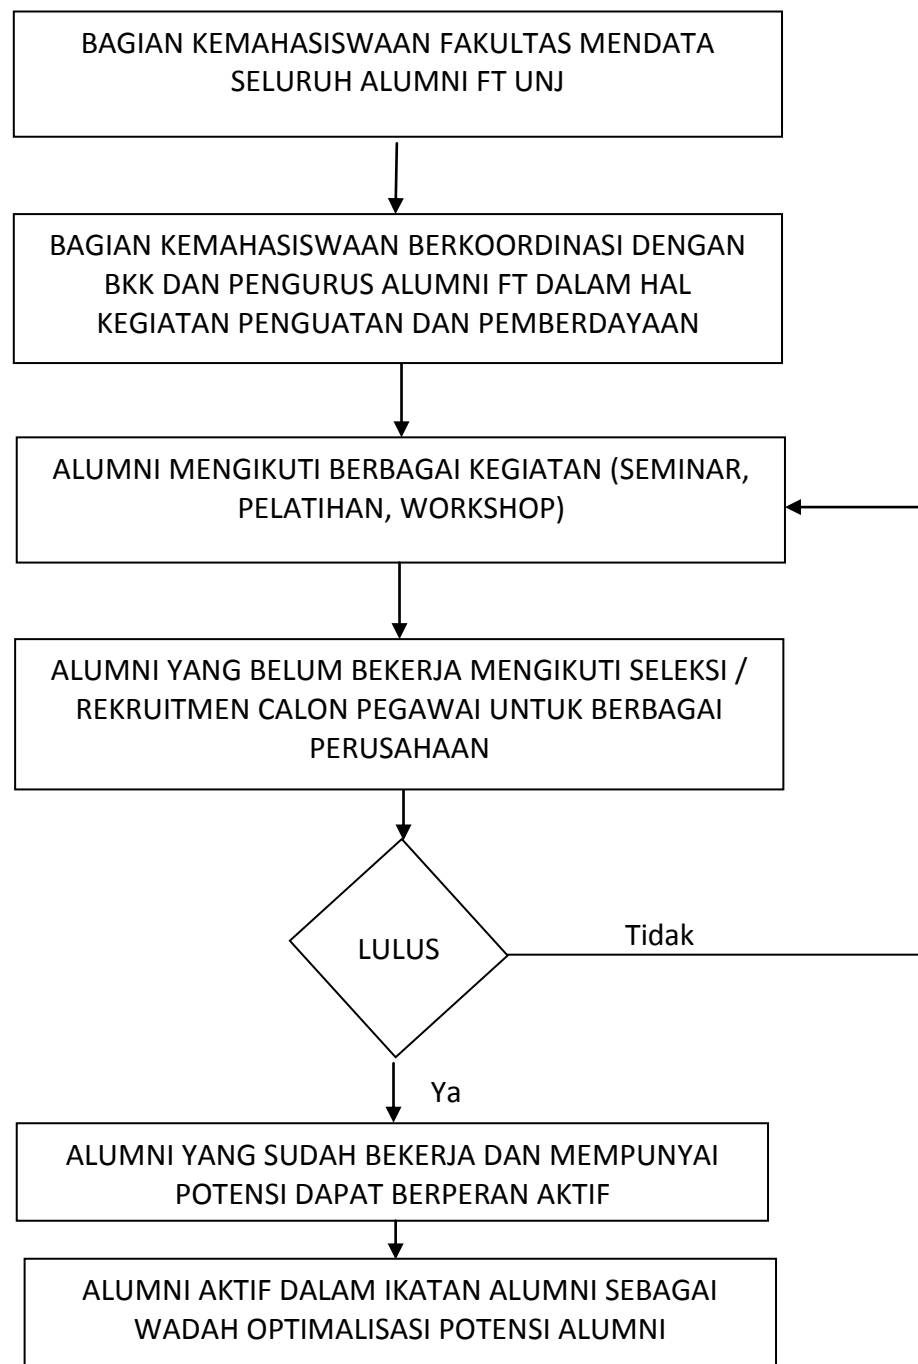 BAGIAN KEMAHASISWAAN FAKULTAS MENDATA
SELURUH ALUMNI FT UNJ
BAGIAN KEMAHASISWAAN BERKOORDINASI DENGAN
BKK DAN PENGURUS ALUMNI FT DALAM HAL
KEGIATAN PENGUATAN DAN PEMBERDAYAAN
ALUMNI MENGIKUTI BERBAGAI KEGIATAN (SEMINAR,
PELATIHAN, WORKSHOP)
ALUMNI YANG BELUM BEKERJA MENGIKUTI SELEKSI /
REKRUITMEN CALON PEGAWAI UNTUK BERBAGAI
PERUSAHAAN
LULUS
Tidak
Ya
ALUMNI YANG SUDAH BEKERJA DAN MEMPUNYAI
POTENSI DAPAT BERPERAN AKTIF
ALUMNI AKTIF DALAM IKATAN ALUMNI SEBAGAI
WADAH OPTIMALISASI POTENSI ALUMNI